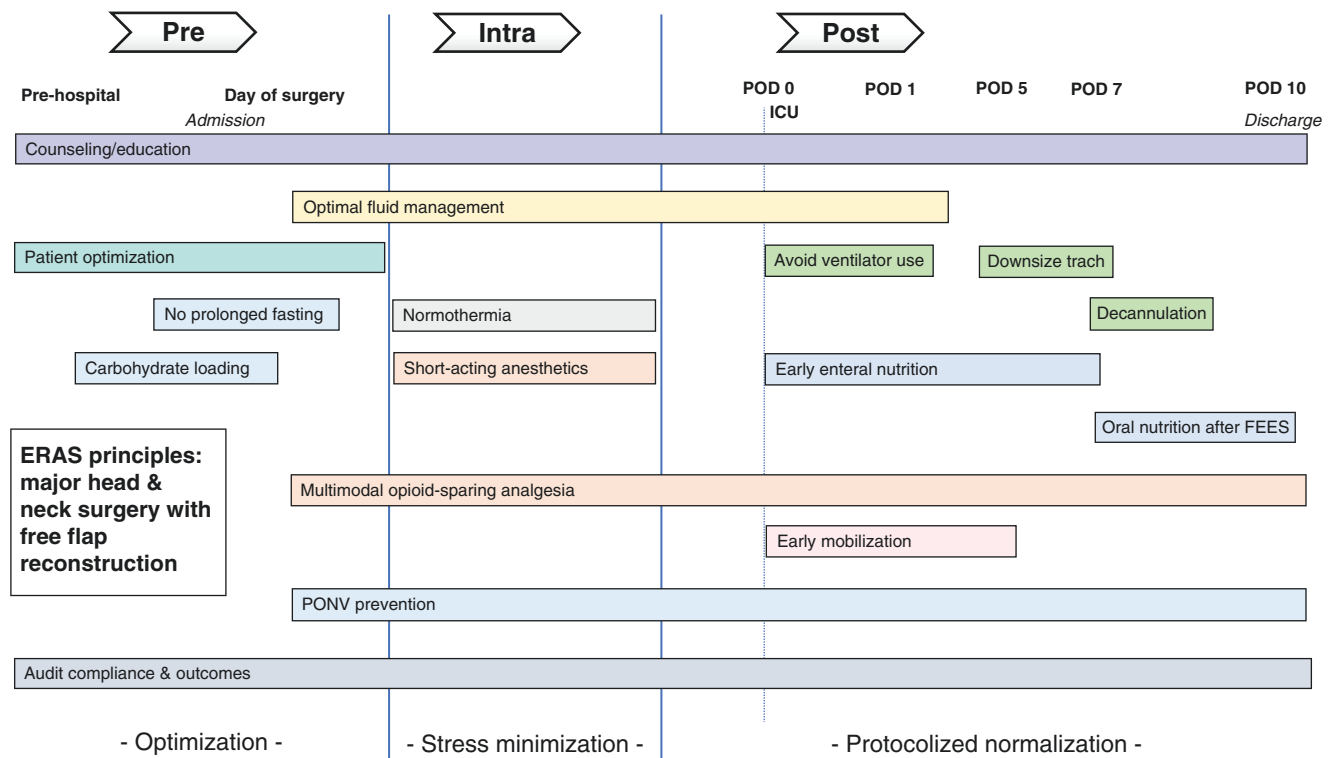 Pre
Intra
Post
Pre-hospital
Day of surgery
Admission
POD 0
ICU
POD 1
POD 5
POD 7
POD 10
Discharge
Counseling/education
Optimal fluid management
Patient optimization
Avoid ventilator use
Downsize trach
No prolonged fasting
Normothermia
Decannulation
Carbohydrate loading
Short-acting anesthetics
Early enteral nutrition
Oral nutrition after FEES
ERAS principles:
major head &
neck surgery with
free flap
reconstruction
Multimodal opioid-sparing analgesia
Early mobilization
PONV prevention
Audit compliance & outcomes
- Optimization -
- Stress minimization -
- Protocolized normalization -